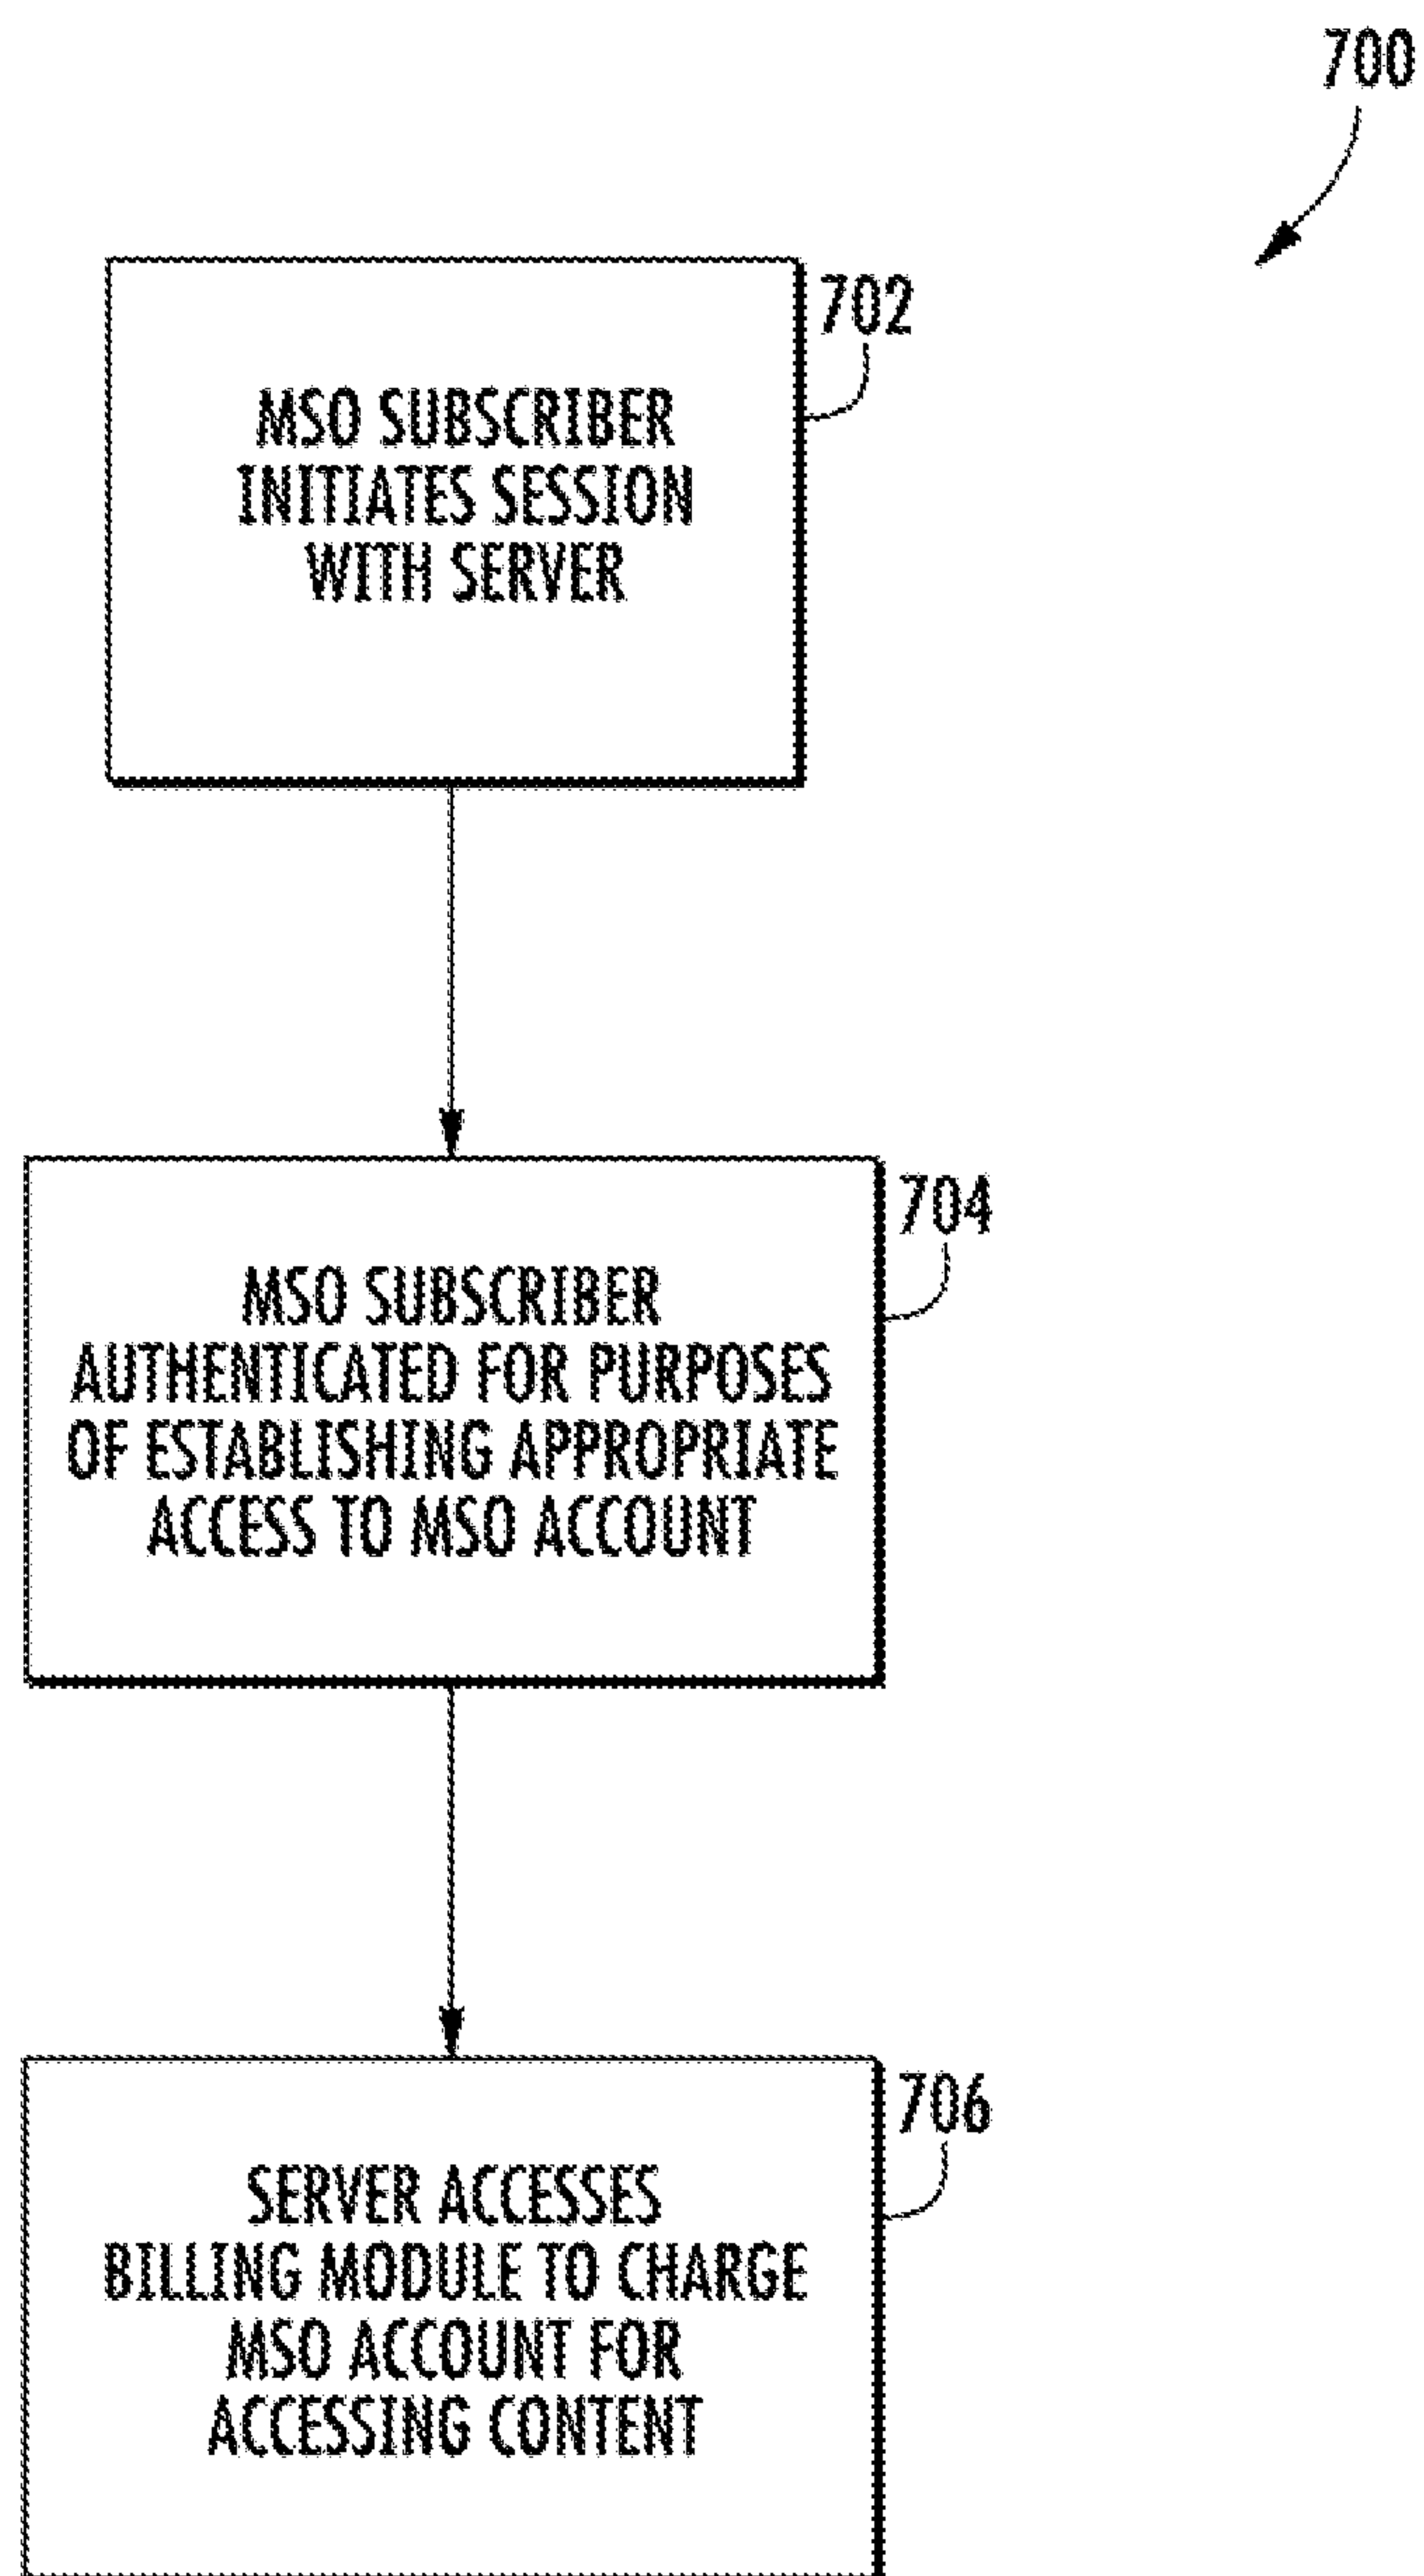 700
702
MSO SUBSCRIBER
INITIATES SESSION
WITH SERVER
704
MSO SUBSCRIBER
AUTHENTICATED FOR PURPOSES
OF ESTABLISHING APPROPRIATE
ACCESS TO MSO ACCOUNT
706
SERVER ACCESSES
BILLING MODULE TO CHARGE
MSO ACCOUNT FOR
ACCESSING CONTENT